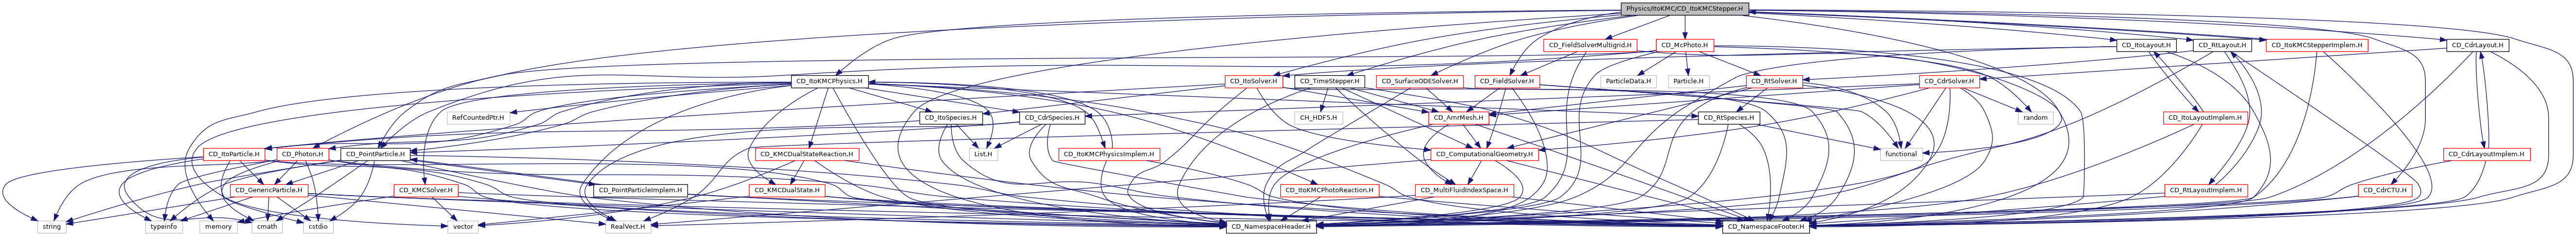 Physics/ItoKMC/CD_ItoKMCStepper.H
CD_FieldSolverMultigrid.H
CD_McPhoto.H
CD_ItoLayout.H
CD_RtLayout.H
CD_ItoKMCStepperImplem.H
CD_CdrLayout.H
CD_ItoKMCPhysics.H
CD_ItoSolver.H
CD_TimeStepper.H
CD_SurfaceODESolver.H
CD_FieldSolver.H
ParticleData.H
Particle.H
CD_RtSolver.H
CD_CdrSolver.H
RefCountedPtr.H
CD_ItoSpecies.H
CD_CdrSpecies.H
CH_HDF5.H
CD_AmrMesh.H
CD_RtSpecies.H
random
CD_ItoLayoutImplem.H
CD_ItoParticle.H
CD_Photon.H
CD_PointParticle.H
CD_KMCDualStateReaction.H
List.H
CD_ItoKMCPhysicsImplem.H
CD_ComputationalGeometry.H
functional
CD_CdrLayoutImplem.H
CD_GenericParticle.H
CD_KMCSolver.H
CD_PointParticleImplem.H
CD_KMCDualState.H
CD_ItoKMCPhotoReaction.H
CD_MultiFluidIndexSpace.H
CD_RtLayoutImplem.H
CD_CdrCTU.H
string
typeinfo
memory
cmath
cstdio
vector
RealVect.H
CD_NamespaceHeader.H
CD_NamespaceFooter.H